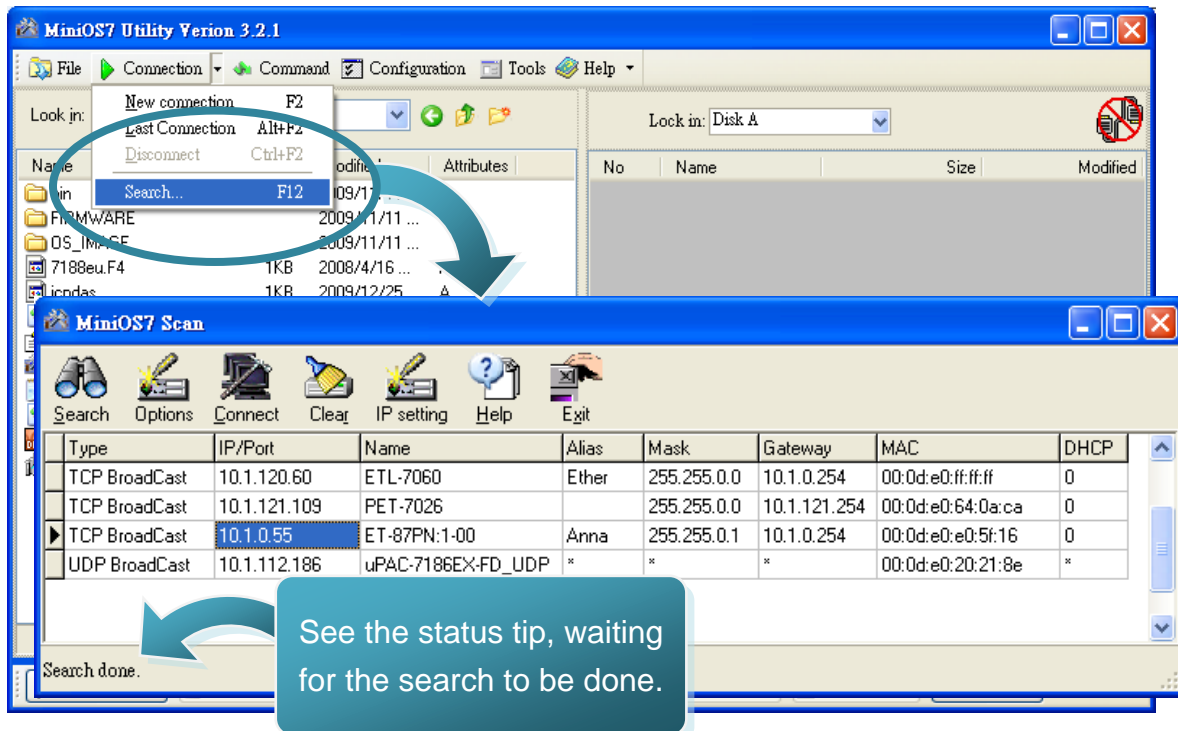 MiniOS7 Utility Verion 3.2.1
File Connection Command Configuration Tools Help
New connection F2
Last Connection Alt+F2
Disconnect Ctrl+F2
Search... F12
Look in:
Lock in: Disk A
Attributes
No Name Size Modified
FIRMWARE 2009/11/11 ...
2009/11/11 ...
7188eu.F4 1KB 2008/4/16 ...
icpdas 1KB 2009/12/25 A
MiniOS7 Scan
Search Options Connect Clear IP setting Help Exit
Type IP/Port Name Alias Mask Gateway MAC DHCP
TCP BroadCast 10.1.120.60 ETL-7060 Ether 255.255.0.0 10.1.0.254 00:0d:e0:ff:ff:ff 0
TCP BroadCast 10.1.121.109 PET-7026 255.255.0.0 10.1.121.254 00:0d:e0:64:0a:ca 0
TCP BroadCast 10.1.0.55 ET-87PN:1-00 Anna 255.255.0.1 10.1.0.254 00:0d:e0:e0:5f:16 0
UDP BroadCast 10.1.112.186 uPAC-7186EX-FD_UDP * * * 00:0d:e0:20:21:8e *
See the status tip, waiting
for the search to be done.
Search done.